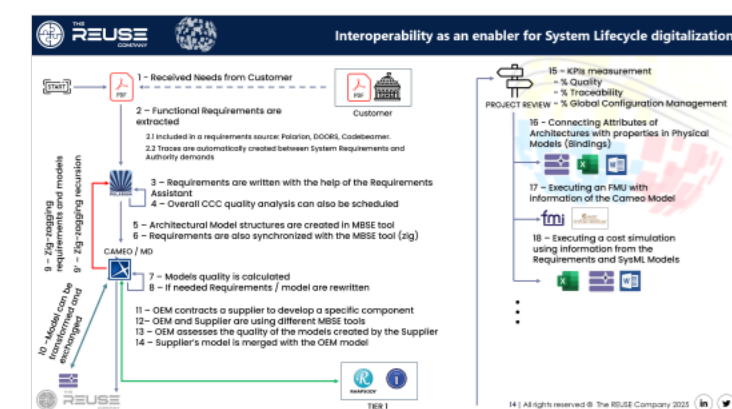 THE
REUSE
COMPANY
Interoperability as an enabler for System Lifecycle digitalization
START
PDF
1 - Received Needs from Customer
PDF
Customer
2 – Functional Requirements are
extracted
2.1 Included in a requirements source: Polarion, DOORS, Codebeamer.
2.2 Traces are automatically created between System Requirements and
Authority demands
POLARION
3 – Requirements are written with the help of the Requirements
Assistant
4 – Overall CCC quality analysis can also be scheduled
5 – Architectural Model structures are created in MBSE tool
6 – Requirements are also synchronized with the MBSE tool (zig)
9 – Zig-zagging
requirements and models
9' – Zig-zagging recursion
CAMEO / MD
7 – Models quality is calculated
8 – If needed Requirements / model are rewritten
10 –Model can be
transformed and
exchanged
11 – OEM contracts a supplier to develop a specific component
12– OEM and Supplier are using different MBSE tools
13 – OEM assesses the quality of the models created by the Supplier
14 – Supplier's model is merged with the OEM model
RHAPSODY
TIER 1
REUSE
PROJECT REVIEW
15 – KPIs measurement
- % Quality
- % Traceability
- % Global Configuration Management
16 - Connecting Attributes of
Architectures with properties in Physical
Models (Bindings)
17 – Executing an FMU with
information of the Cameo Model
fmi
18 – Executing a cost simulation
using information from the
Requirements and SysML Models
14 | All rights reserved © The REUSE Company 2023
in